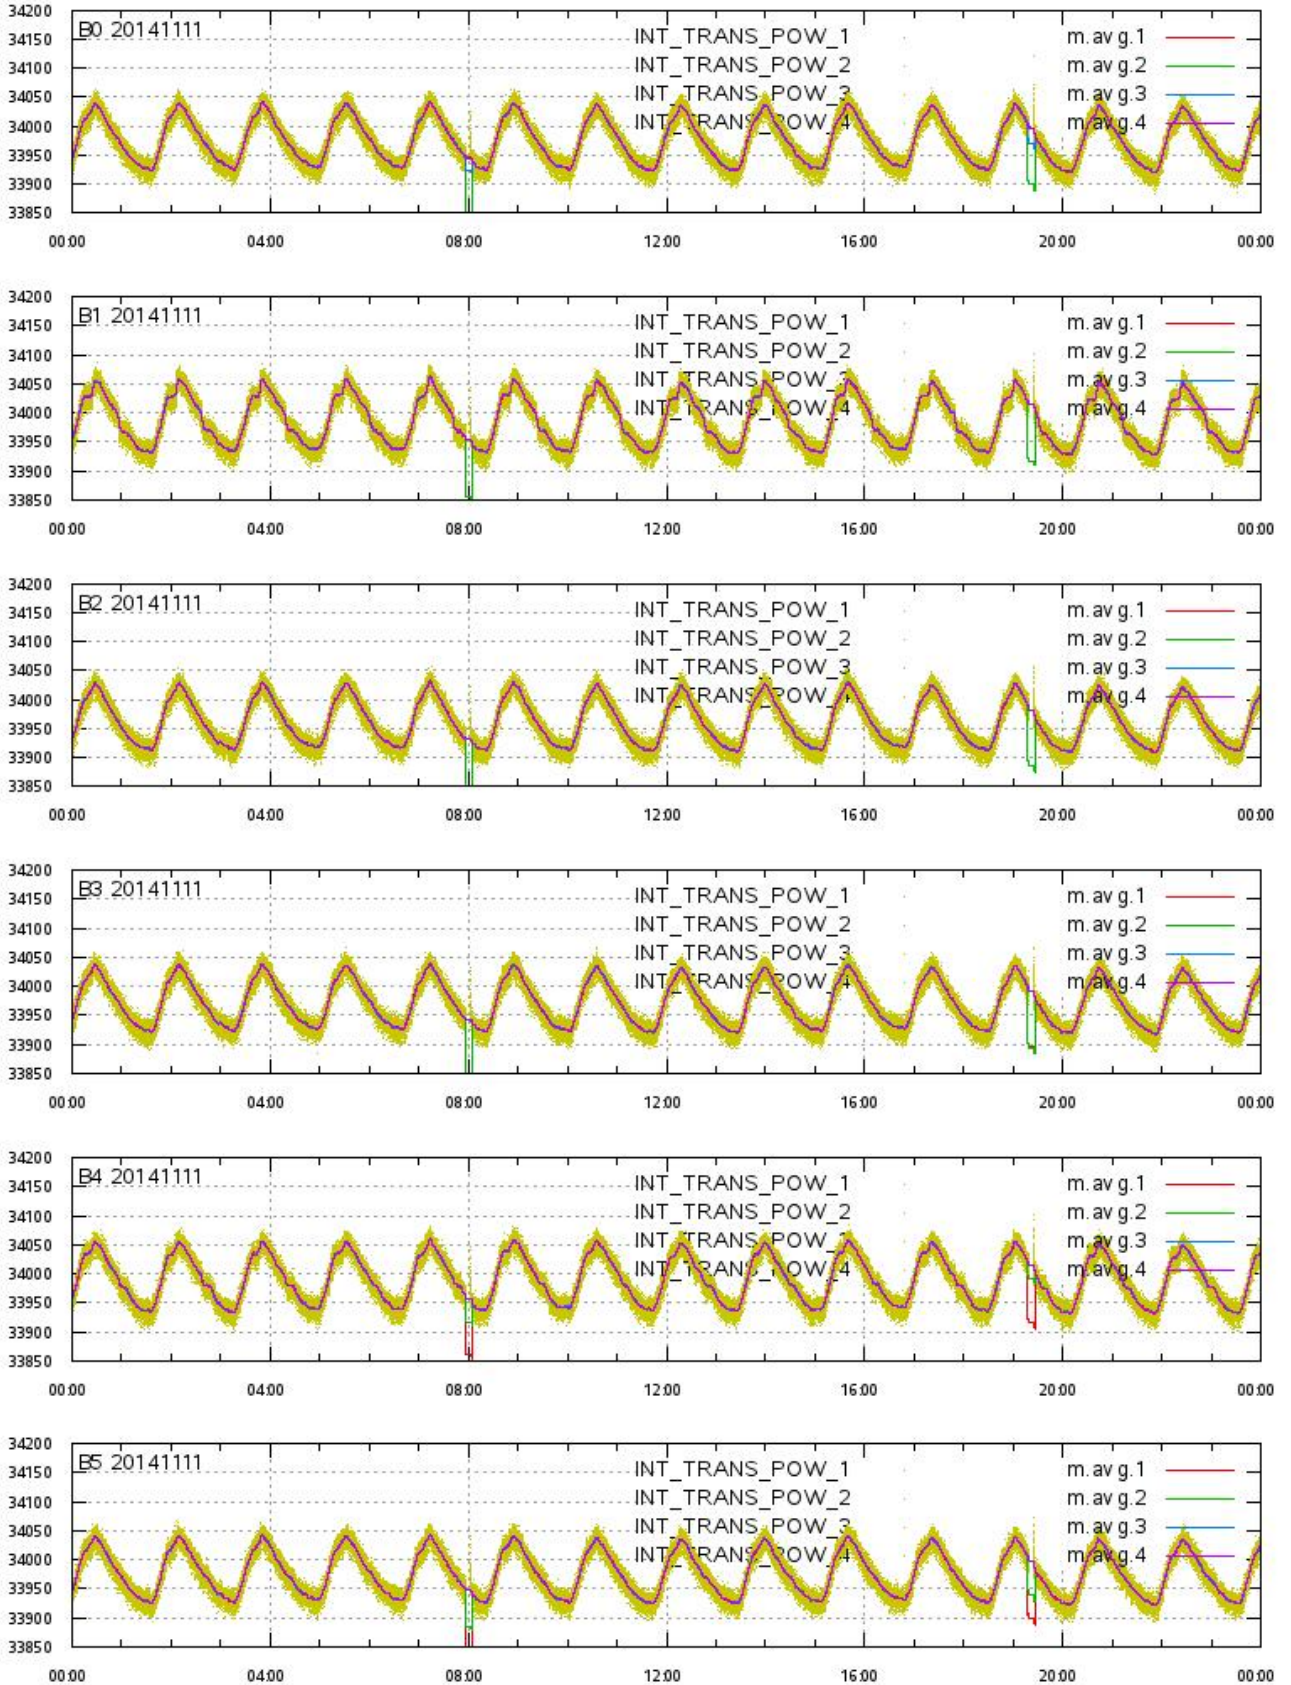 34200
B0 20141111 INT_TRANS_POW_1 m.avg.1
34150
INT_TRANS_POW_2 m.avg.2
34100
INT_TRANS_POW_3 m.avg.3
34050
INT_TRANS_POW_4 m.avg.4
34000
33950
33900
33850
00:00 04:00 08:00 12:00 16:00 20:00 00:00
34200
B1 20141111 INT_TRANS_POW_1 m.avg.1
34150
INT_TRANS_POW_2 m.avg.2
34100
INT_TRANS_POW_3 m.avg.3
34050
INT_TRANS_POW_4 m.avg.4
34000
33950
33900
33850
00:00 04:00 08:00 12:00 16:00 20:00 00:00
34200
B2 20141111 INT_TRANS_POW_1 m.avg.1
34150
INT_TRANS_POW_2 m.avg.2
34100
INT_TRANS_POW_3 m.avg.3
34050
INT_TRANS_POW_4 m.avg.4
34000
33950
33900
33850
00:00 04:00 08:00 12:00 16:00 20:00 00:00
34200
B3 20141111 INT_TRANS_POW_1 m.avg.1
34150
INT_TRANS_POW_2 m.avg.2
34100
INT_TRANS_POW_3 m.avg.3
34050
INT_TRANS_POW_4 m.avg.4
34000
33950
33900
33850
00:00 04:00 08:00 12:00 16:00 20:00 00:00
34200
B4 20141111 INT_TRANS_POW_1 m.avg.1
34150
INT_TRANS_POW_2 m.avg.2
34100
INT_TRANS_POW_3 m.avg.3
34050
INT_TRANS_POW_4 m.avg.4
34000
33950
33900
33850
00:00 04:00 08:00 12:00 16:00 20:00 00:00
34200
B5 20141111 INT_TRANS_POW_1 m.avg.1
34150
INT_TRANS_POW_2 m.avg.2
34100
INT_TRANS_POW_3 m.avg.3
34050
INT_TRANS_POW_4 m.avg.4
34000
33950
33900
33850
00:00 04:00 08:00 12:00 16:00 20:00 00:00